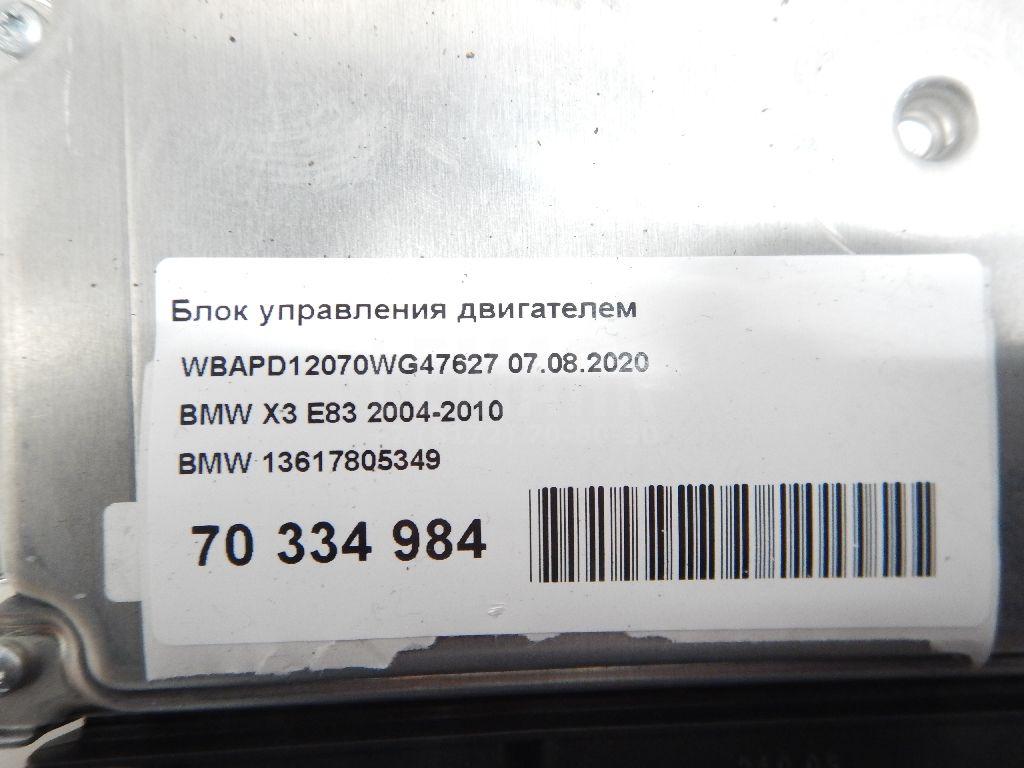 Блок управления двигателем
WBAPD12070WG47627 07.08.2020
BMW X3 E83 2004-2010
BMW 13617805349
70 334 984